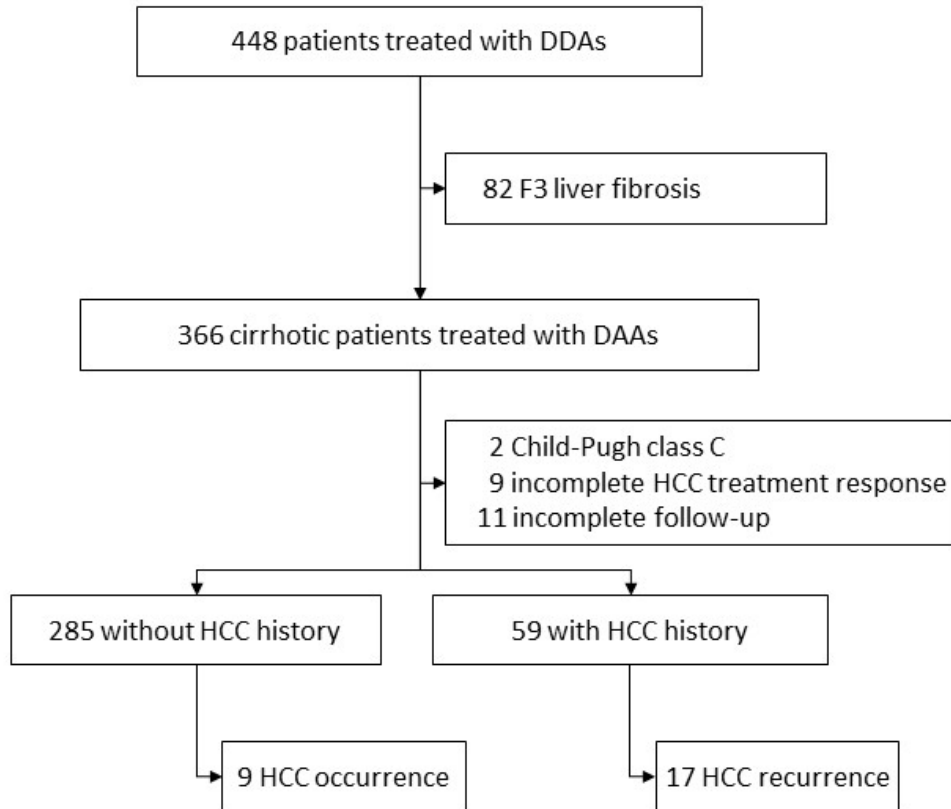 448 patients treated with DDAs
82 F3 liver fibrosis
366 cirrhotic patients treated with DAAs
2 Child-Pugh class C
9 incomplete HCC treatment response
11 incomplete follow-up
285 without HCC history
59 with HCC history
9 HCC occurrence
17 HCC recurrence